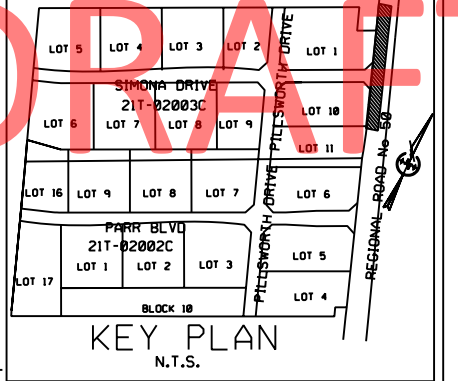 DRAFT
LOT 5 LOT 4 LOT 3 LOT 2 LOT 1
SIMONA DRIVE
21T-02003C
LOT 6 LOT 7 LOT 8 LOT 9 LOT 10
LOT 11
LOT 16 LOT 9 LOT 8 LOT 7 LOT 6
PARR BLVD
21T-02002C
LOT 17 LOT 1 LOT 2 LOT 3 LOT 5
LOT 4
BLOCK 10
PILLSWORTH DRIVE
PILLSWORTH DRIVE
REGIONAL ROAD No 50
KEY PLAN
N.T.S.